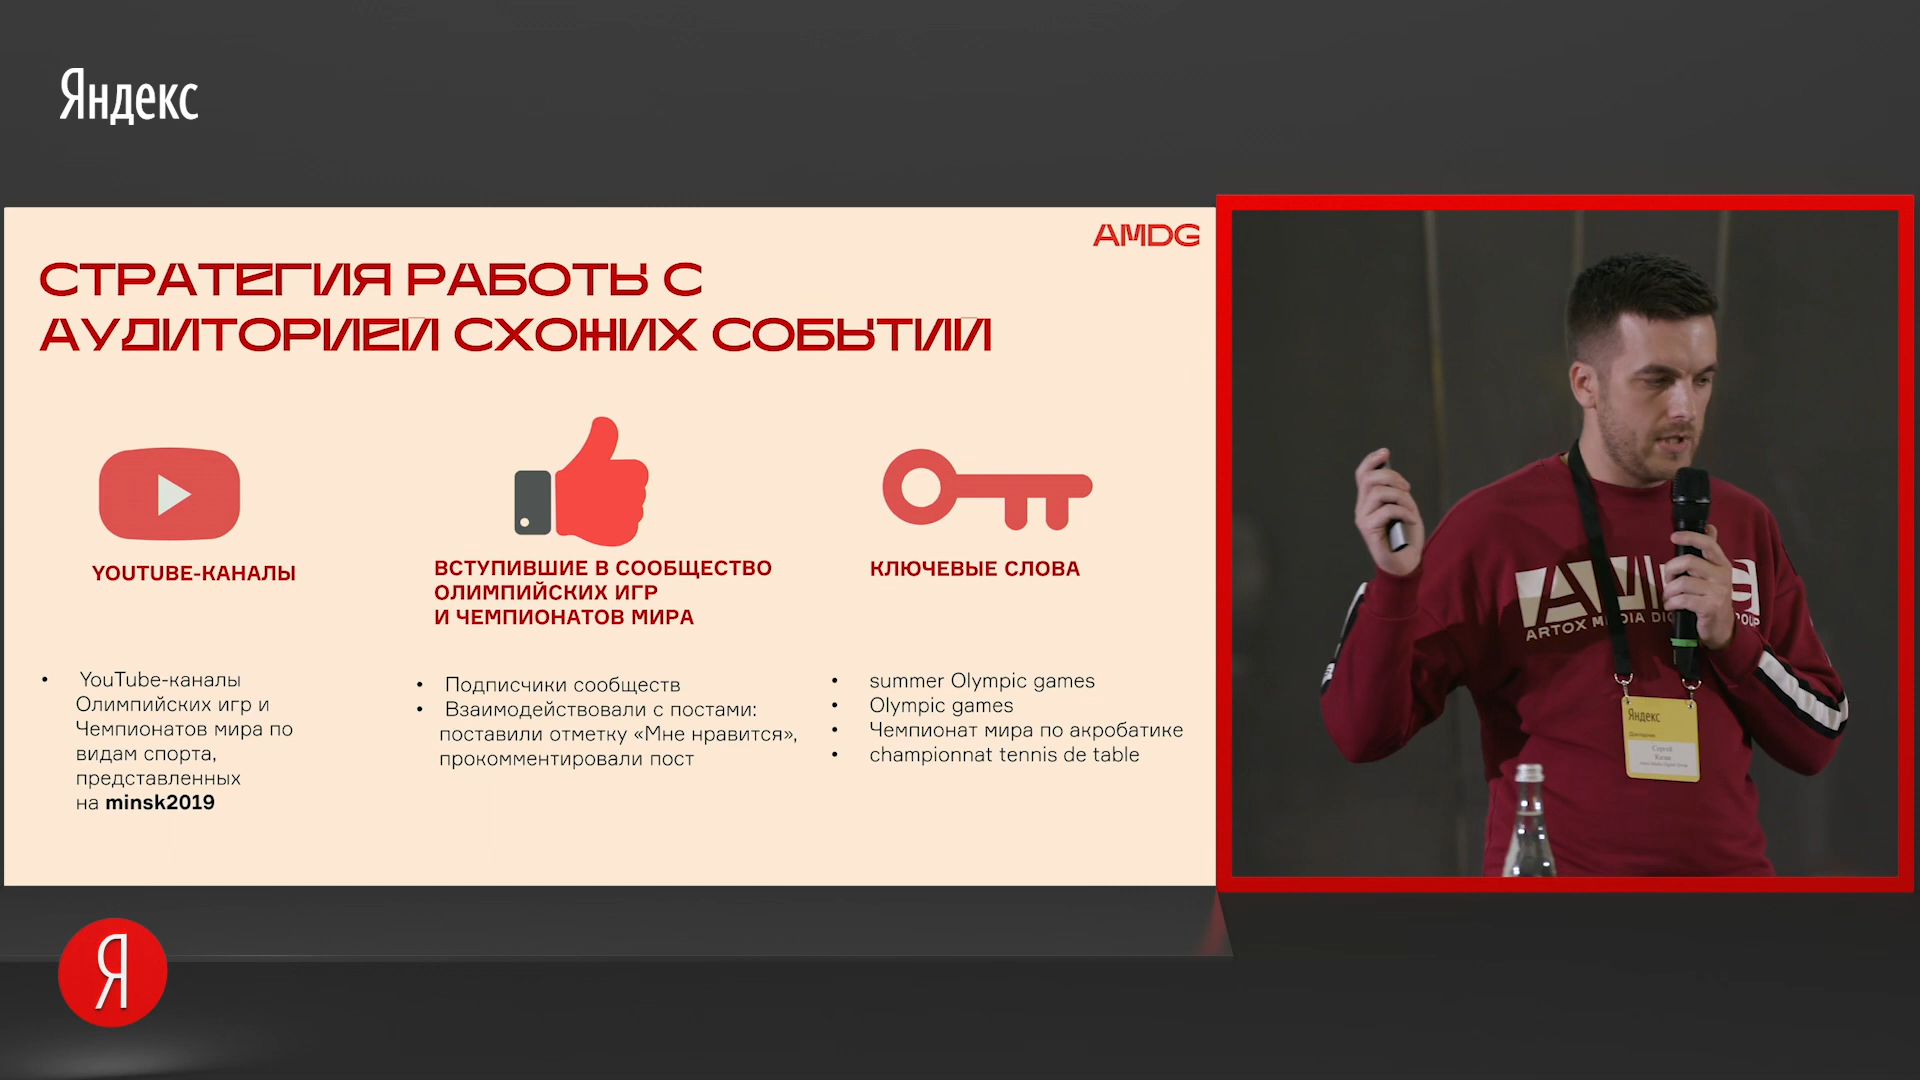 Яндекс
AMDG
СТРАТЕГИЯ РАБОТЫ С
АУДИТОРИЕЙ СХОЖИХ СОБЫТИЙ
YOUTUBE-КАНАЛЫ
• YouTube-каналы
Олимпийских игр и
Чемпионатов мира по
видам спорта,
представленных
на minsk2019
ВСТУПИВШИЕ В СООБЩЕСТВО
ОЛИМПИЙСКИХ ИГР
И ЧЕМПИОНАТОВ МИРА
• Подписчики сообществ
• Взаимодействовали с постами:
поставили отметку «Мне нравится»,
прокомментировали пост
КЛЮЧЕВЫЕ СЛОВА
• summer Olympic games
• Olympic games
• Чемпионат мира по акробатике
• championnat tennis de table
ARTOX
Яндекс
Сергей
Я